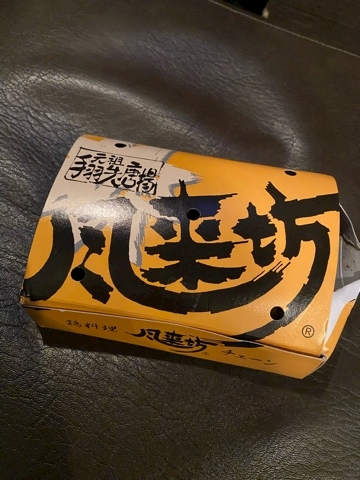 元祖
手羽先唐揚
風来坊
®
料理 風来坊 チェーン